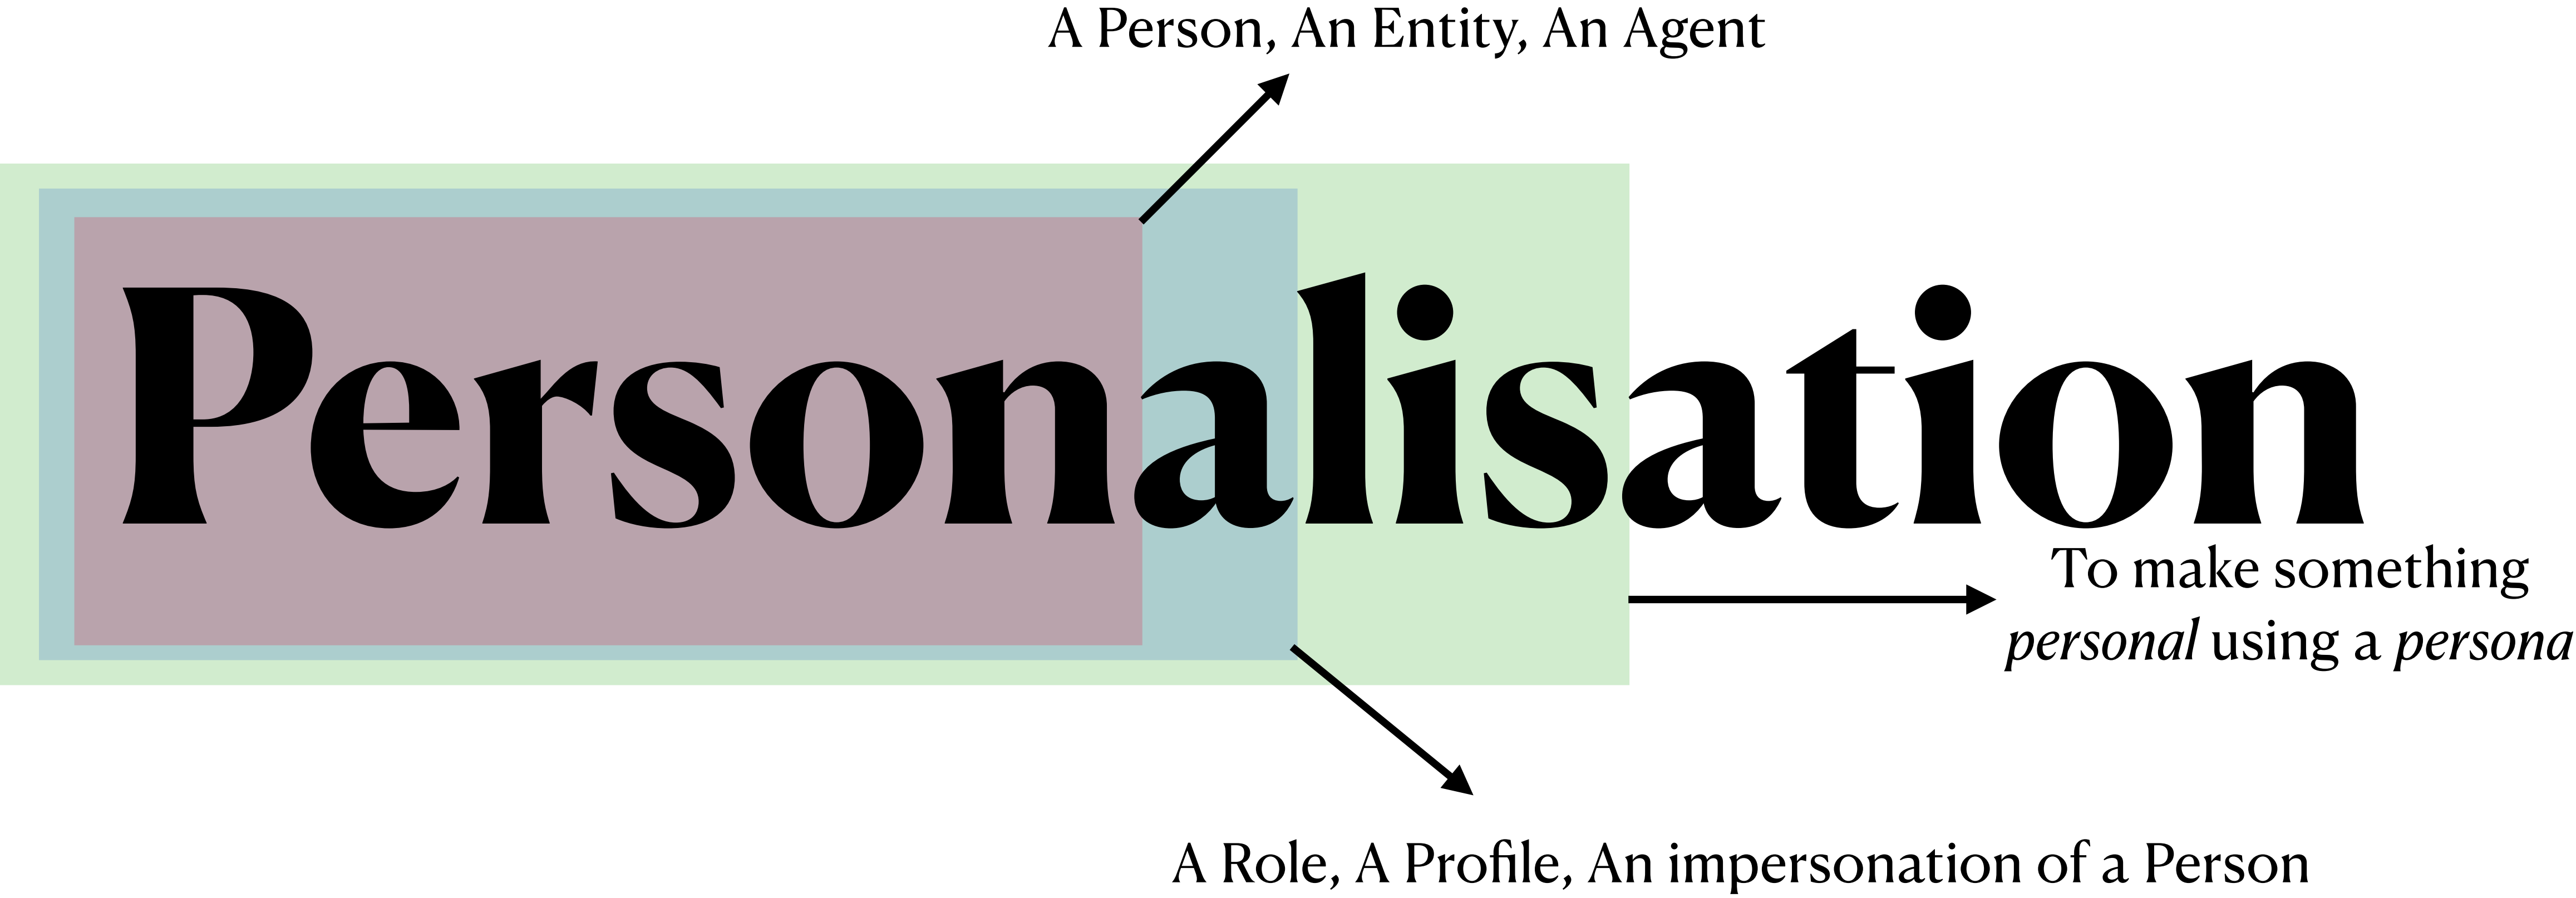 A Person, An Entity, An Agent
Personalisation
To make something
personal using a persona
A Role, A Profile, An impersonation of a Person